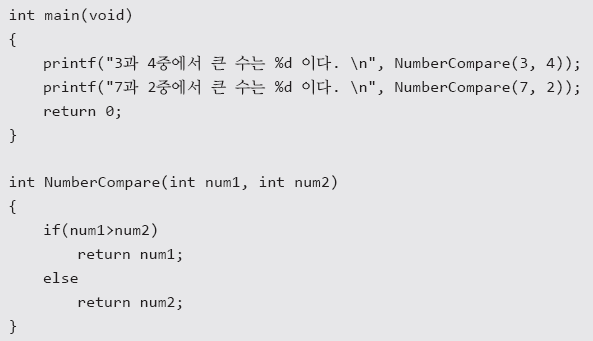 int main(void)
{
    printf("3과 4중에서 큰 수는 %d 이다. \n", NumberCompare(3, 4));
    printf("7과 2중에서 큰 수는 %d 이다. \n", NumberCompare(7, 2));
    return 0;
}

int NumberCompare(int num1, int num2)
{
    if(num1>num2)
        return num1;
    else
        return num2;
}